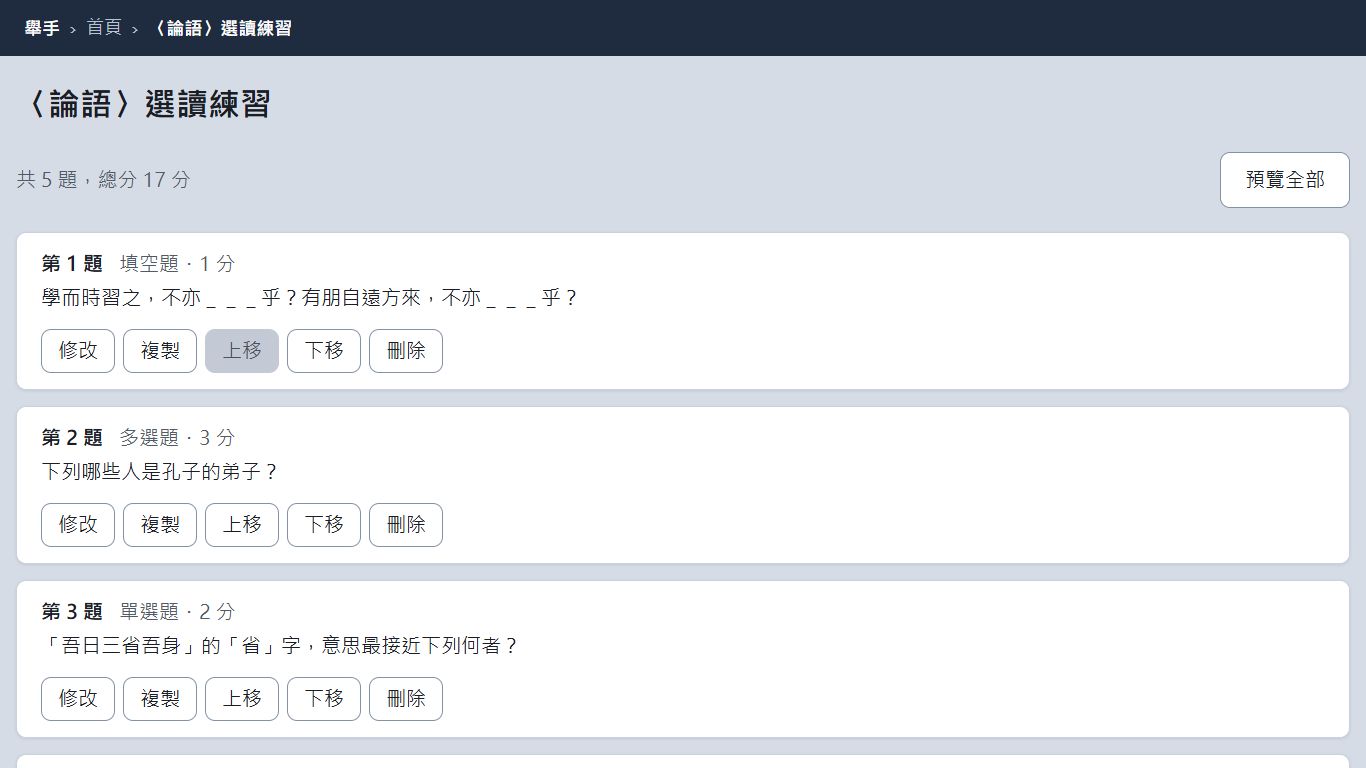 舉手 › 首頁 › 〈論語〉選讀練習
〈論語〉選讀練習
共 5 題，總分 17 分
預覽全部
第 1 題 填空題 · 1 分
學而時習之，不亦＿＿＿乎？有朋自遠方來，不亦＿＿＿乎？
修改 複製 上移 下移 刪除
第 2 題 多選題 · 3 分
下列哪些人是孔子的弟子？
修改 複製 上移 下移 刪除
第 3 題 單選題 · 2 分
「吾日三省吾身」的「省」字，意思最接近下列何者？
修改 複製 上移 下移 刪除